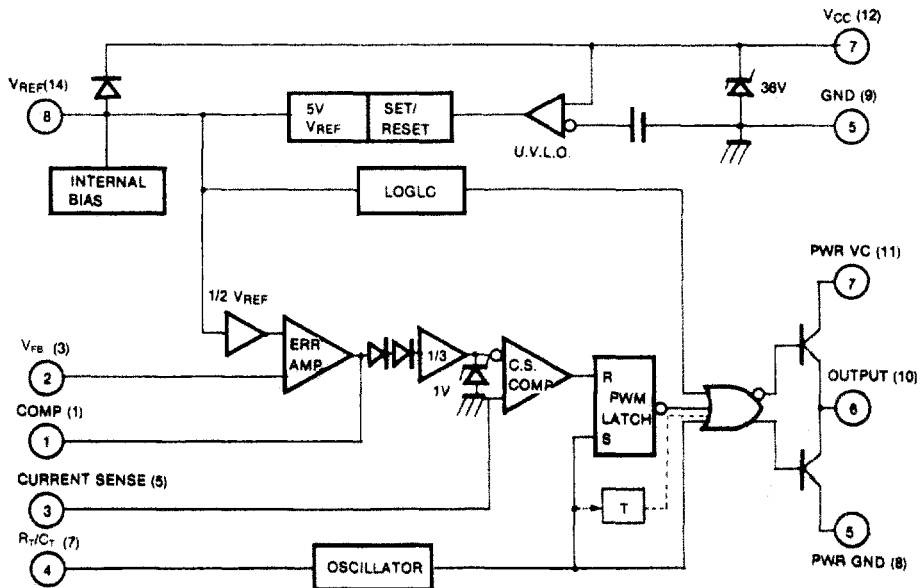 VCC (12)
7
VREF(14)
8
5V
VREF
SET/
RESET
36V
GND (9)
5
U.V.L.O.
INTERNAL
BIAS
LOGLC
PWR VC (11)
7
1/2 VREF
ERR
AMP
1/3
1V
C.S.
COMP
R
PWM
LATCH
S
VFB (3)
2
OUTPUT (10)
6
COMP (1)
1
CURRENT SENSE (5)
3
T
RT/CT (7)
4
OSCILLATOR
5
PWR GND (8)